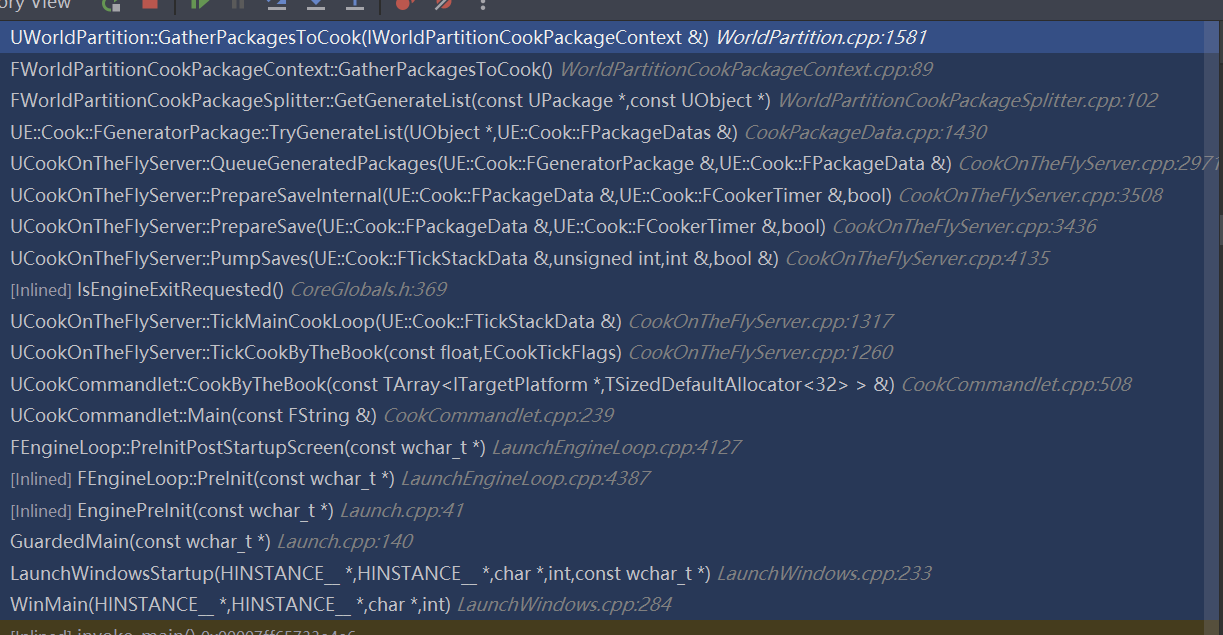 ory View
UWorldPartition::GatherPackagesToCook(IWorldPartitionCookPackageContext &) WorldPartition.cpp:1581
FWorldPartitionCookPackageContext::GatherPackagesToCook() WorldPartitionCookPackageContext.cpp:89
FWorldPartitionCookPackageSplitter::GetGenerateList(const UPackage *,const UObject *) WorldPartitionCookPackageSplitter.cpp:102
UE::Cook::FGeneratorPackage::TryGenerateList(UObject *,UE::Cook::FPackageDatas &) CookPackageData.cpp:1430
UCookOnTheFlyServer::QueueGeneratedPackages(UE::Cook::FGeneratorPackage &,UE::Cook::FPackageData &) CookOnTheFlyServer.cpp:2971
UCookOnTheFlyServer::PrepareSaveInternal(UE::Cook::FPackageData &,UE::Cook::FCookerTimer &,bool) CookOnTheFlyServer.cpp:3508
UCookOnTheFlyServer::PrepareSave(UE::Cook::FPackageData &,UE::Cook::FCookerTimer &,bool) CookOnTheFlyServer.cpp:3436
UCookOnTheFlyServer::PumpSaves(UE::Cook::FTickStackData &,unsigned int,int &,bool &) CookOnTheFlyServer.cpp:4135
[Inlined] IsEngineExitRequested() CoreGlobals.h:369
UCookOnTheFlyServer::TickMainCookLoop(UE::Cook::FTickStackData &) CookOnTheFlyServer.cpp:1317
UCookOnTheFlyServer::TickCookByTheBook(const float,ECookTickFlags) CookOnTheFlyServer.cpp:1260
UCookCommandlet::CookByTheBook(const TArray<ITargetPlatform *,TSizedDefaultAllocator<32> > &) CookCommandlet.cpp:508
UCookCommandlet::Main(const FString &) CookCommandlet.cpp:239
FEngineLoop::PreInitPostStartupScreen(const wchar_t *) LaunchEngineLoop.cpp:4127
[Inlined] FEngineLoop::PreInit(const wchar_t *) LaunchEngineLoop.cpp:4387
[Inlined] EnginePreInit(const wchar_t *) Launch.cpp:41
GuardedMain(const wchar_t *) Launch.cpp:140
LaunchWindowsStartup(HINSTANCE__ *,HINSTANCE__ *,char *,int,const wchar_t *) LaunchWindows.cpp:233
WinMain(HINSTANCE__ *,HINSTANCE__ *,char *,int) LaunchWindows.cpp:284
[Inlined] invoke_main()